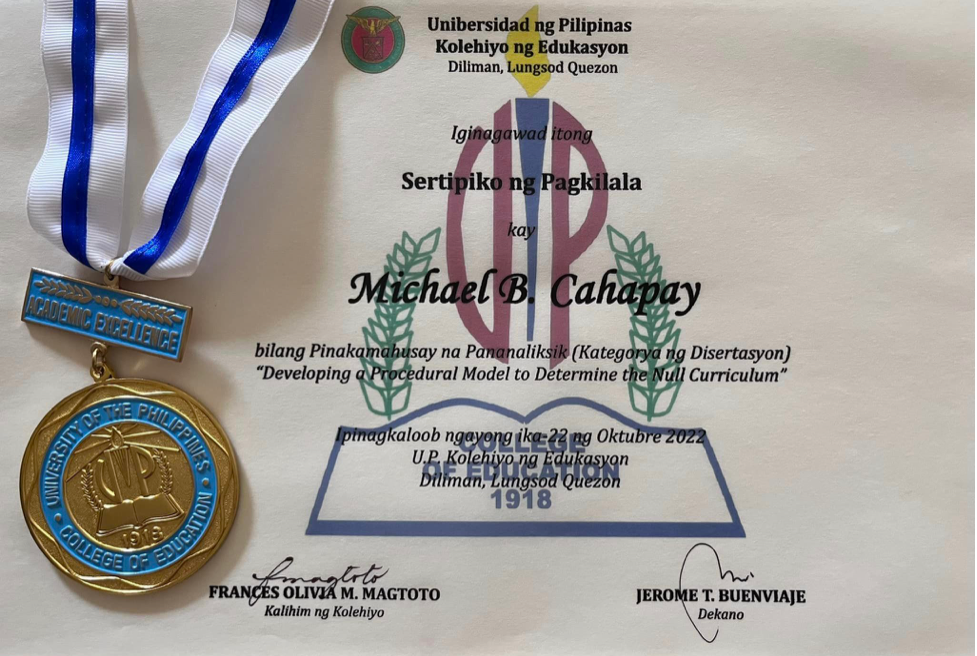 Unibersidad ng Pilipinas
Kolehiyo ng Edukasyon
Diliman, Lungsod Quezon
Iginagawad itong
Sertipiko ng Pagkilala
kay
Michael B. Cahapay
bilang Pinakamahusay na Pananaliksik (Kategorya ng Disertasyon)
“Developing a Procedural Model to Determine the Null Curriculum”
Ipinagkaloob ngayong ika-22 ng Oktubre 2022
U.P. Kolehiyo ng Edukasyon
Diliman, Lungsod Quezon
UP
COLLEGE
OF EDUCATION
1918
FRANCES OLIVIA M. MAGTOTO
Kalihim ng Kolehiyo
JEROME T. BUENVIAJE
Dekano
ACADEMIC EXCELLENCE
UNIVERSITY OF THE PHILIPPINES
UP
1918
COLLEGE OF EDUCATION